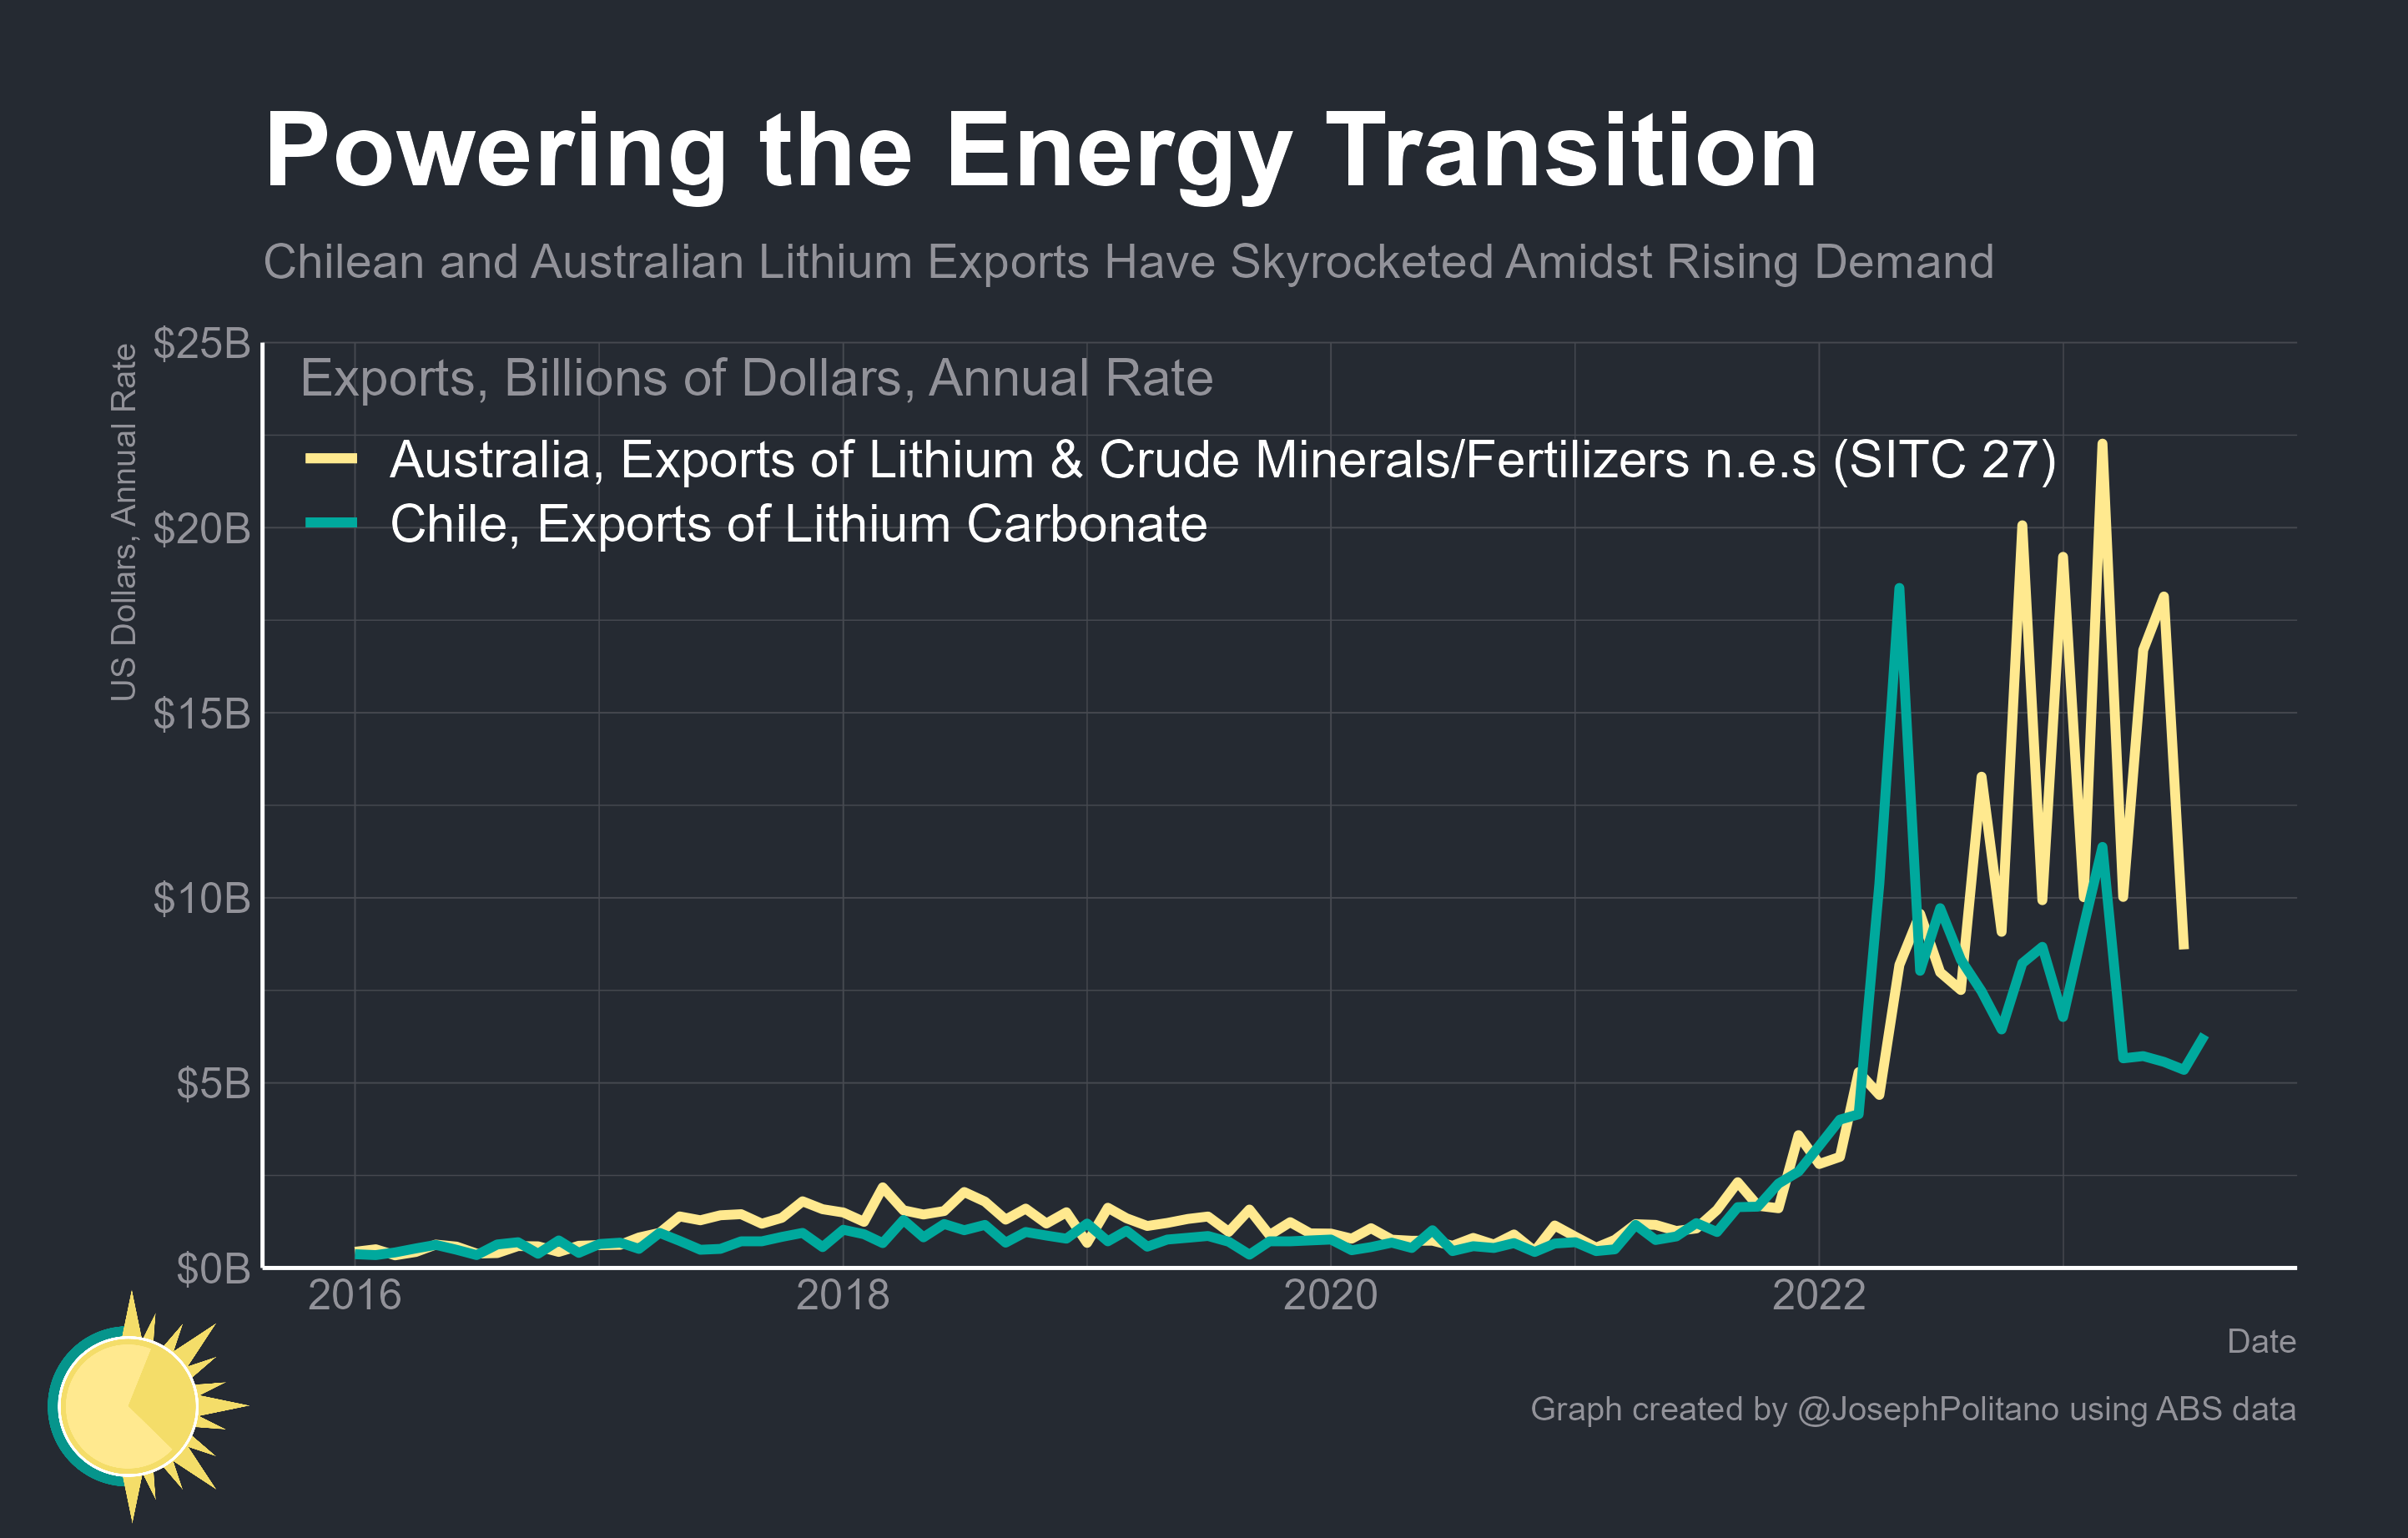 Powering the Energy Transition
Chilean and Australian Lithium Exports Have Skyrocketed Amidst Rising Demand
US Dollars, Annual Rate
$25B
$20B
$15B
$10B
$5B
$0B
Exports, Billions of Dollars, Annual Rate
Australia, Exports of Lithium & Crude Minerals/Fertilizers n.e.s (SITC 27)
Chile, Exports of Lithium Carbonate
2016 2018 2020 2022
Date
Graph created by @JosephPolitano using ABS data